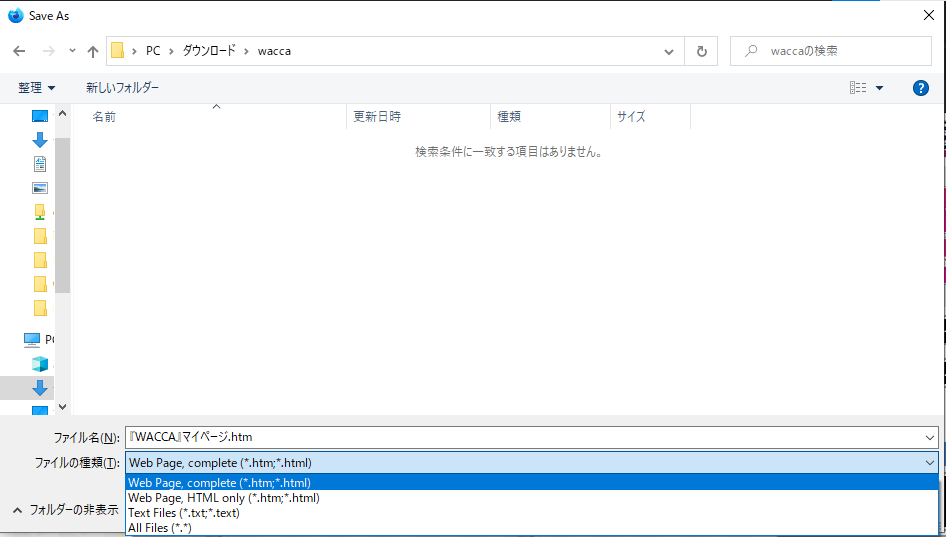 Save As
PC ダウンロード wacca
waccaの検索
整理 新しいフォルダー
名前 更新日時 種類 サイズ
検索条件に一致する項目はありません。
ファイル名(N): 『WACCA』マイページ.htm
ファイルの種類(T): Web Page, complete (*.htm;*.html)
Web Page, complete (*.htm;*.html)
Web Page, HTML only (*.htm;*.html)
Text Files (*.txt;*.text)
フォルダーの非表示
All Files (*.*)